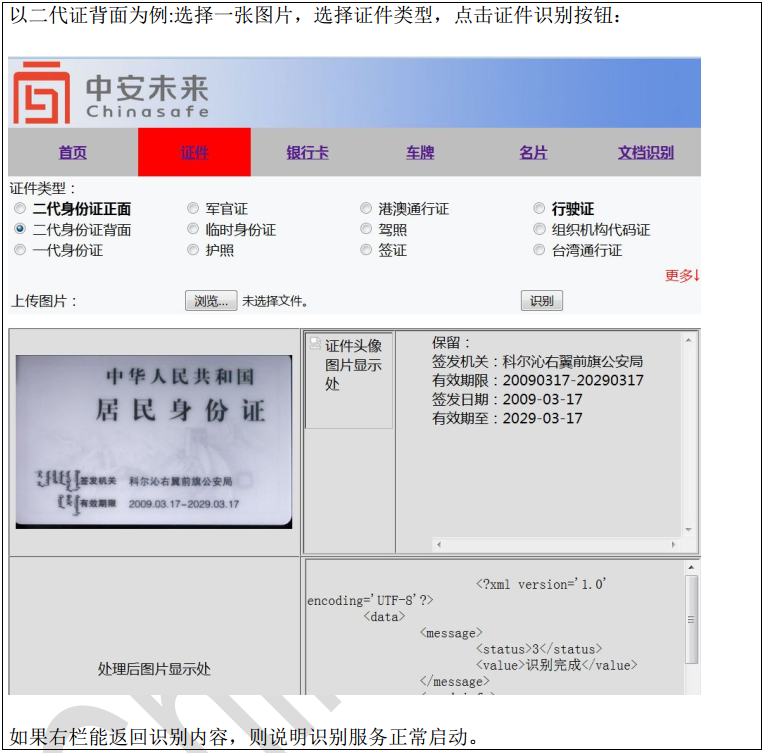 以二代证背面为例:选择一张图片，选择证件类型，点击证件识别按钮：
中安未来
Chinasafe
首页 证件 银行卡 车牌 名片 文档识别
证件类型：
二代身份证正面 军官证 港澳通行证 行驶证
二代身份证背面 临时身份证 驾照 组织机构代码证
一代身份证 护照 签证 台湾通行证
更多↓
上传图片： 浏览... 未选择文件。 识别
中华人民共和国
居民身份证
签发机关 科尔沁右翼前旗公安局
有效期限 2009.03.17-2029.03.17
证件头像
图片显示
处
保留：
签发机关：科尔沁右翼前旗公安局
有效期限：20090317-20290317
签发日期：2009-03-17
有效期至：2029-03-17
处理后图片显示处
<?xml version='1.0'
encoding='UTF-8'?>
<data>
<message>
<status>3</status>
<value>识别完成</value>
</message>
如果右栏能返回识别内容，则说明识别服务正常启动。